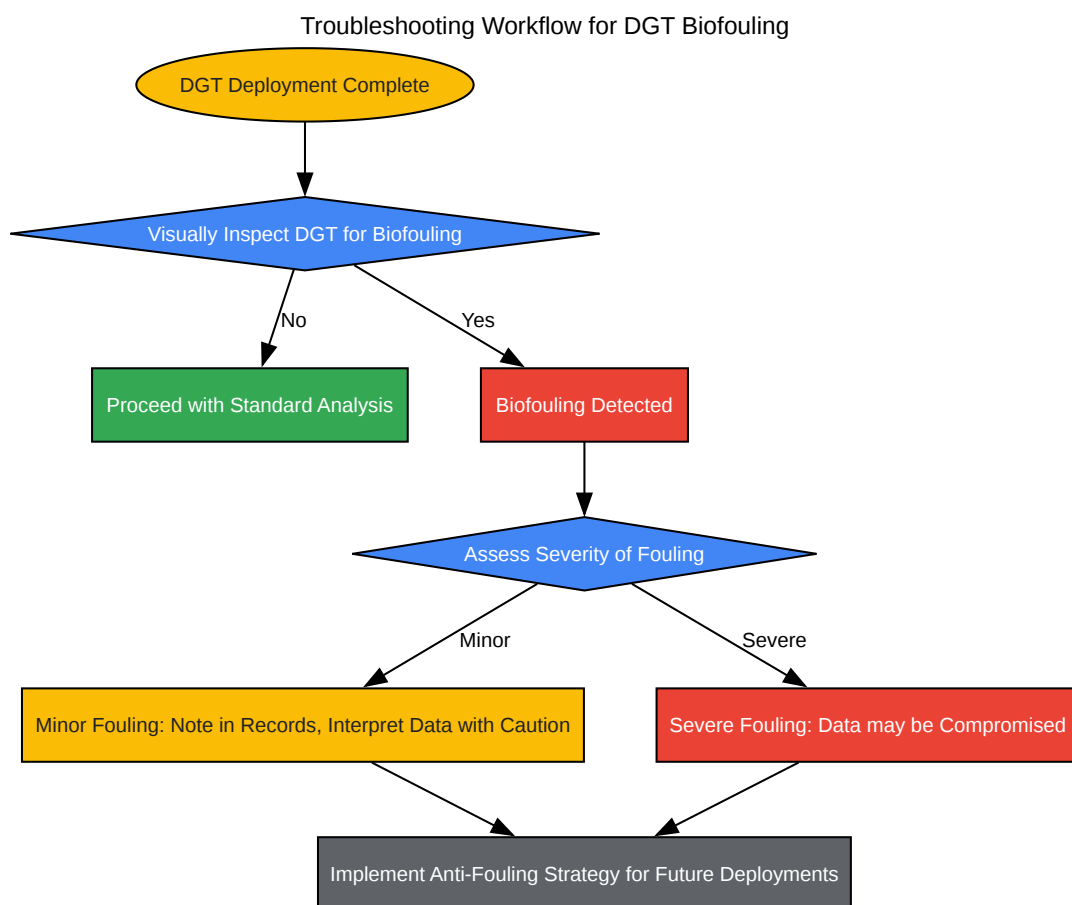 Troubleshooting Workflow for DGT Biofouling
DGT Deployment Complete
Visually Inspect DGT for Biofouling
No
Yes
Proceed with Standard Analysis
Biofouling Detected
Assess Severity of Fouling
Minor
Severe
Minor Fouling: Note in Records, Interpret Data with Caution
Severe Fouling: Data may be Compromised
Implement Anti-Fouling Strategy for Future Deployments